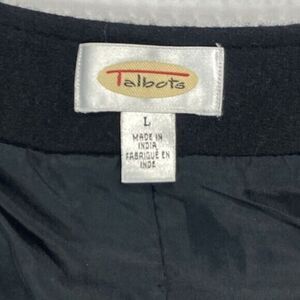 Talbots
L
MADE IN
INDIA
FABRIQUÉ EN
INDE